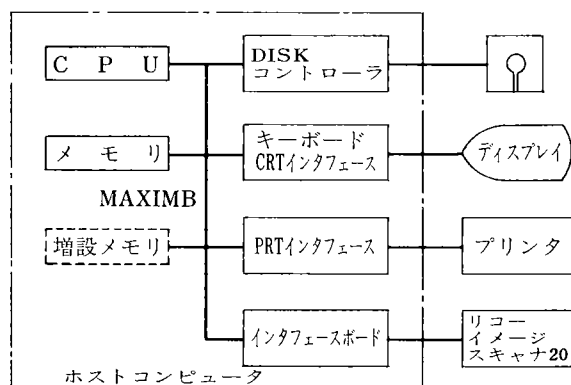 CPU
DISK
コントローラ
メモリ
キーボード
CRTインタフェース
ディスプレイ
MAXIMB
増設メモリ
PRTインタフェース
プリンタ
インタフェースボード
リコー
イメージ
スキャナ20
ホストコンピュータ